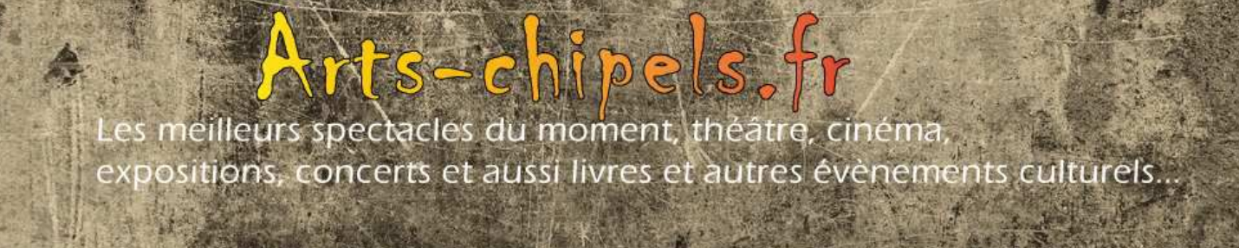 Arts-chipels.fr
Les meilleurs spectacles du moment, théâtre, cinéma,
expositions, concerts et aussi livres et autres évènements culturels...